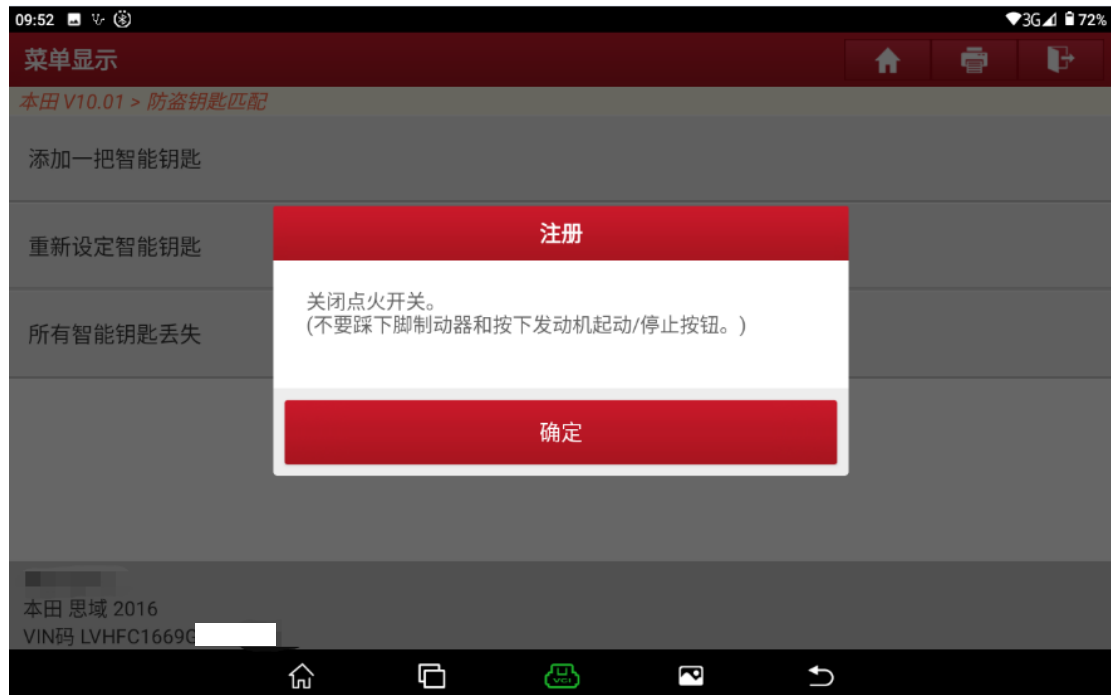 09:52
3G 72%
菜单显示
本田 V10.01 > 防盗钥匙匹配
添加一把智能钥匙
重新设定智能钥匙
所有智能钥匙丢失
注册
关闭点火开关。
(不要踩下脚制动器和按下发动机起动/停止按钮。)
确定
本田 思域 2016
VIN码 LVHFC1669G
VCI